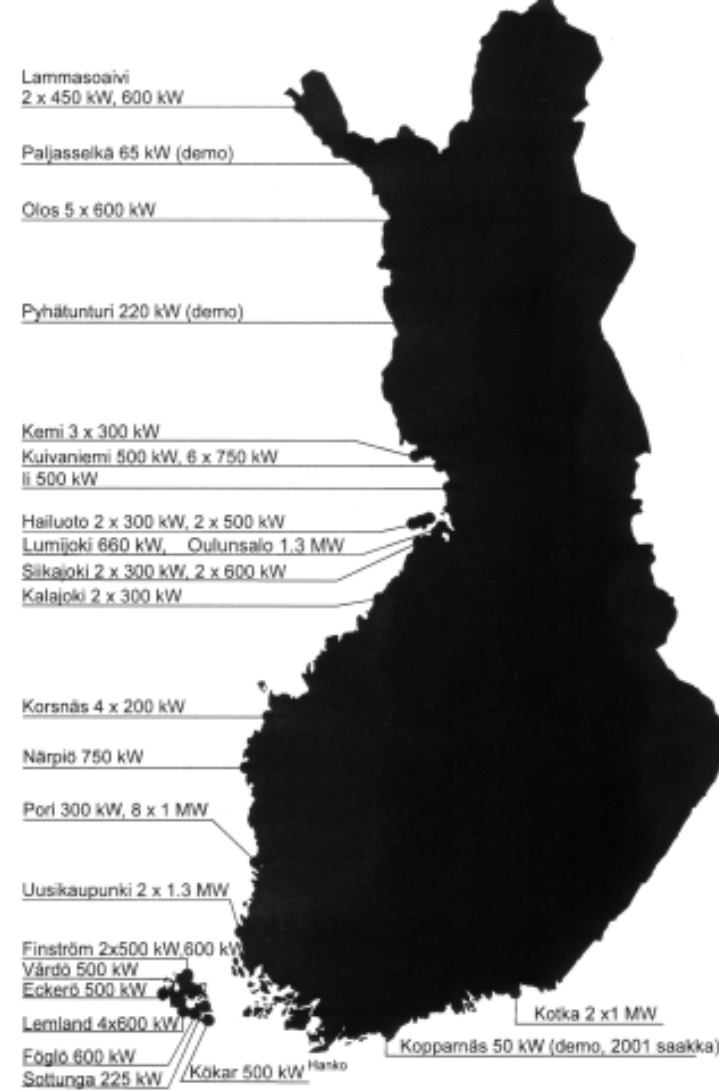 Lammasoaivi
2 x 450 kW, 600 kW
Paljasselkä 65 kW (demo)
Olos 5 x 600 kW
Pyhätunturi 220 kW (demo)
Kemi 3 x 300 kW
Kuivaniemi 500 kW, 6 x 750 kW
Ii 500 kW
Hailuoto 2 x 300 kW, 2 x 500 kW
Lumijoki 660 kW, Oulunsalo 1.3 MW
Siikajoki 2 x 300 kW, 2 x 600 kW
Kalajoki 2 x 300 kW
Korsnäs 4 x 200 kW
Närpiö 750 kW
Pori 300 kW, 8 x 1 MW
Uusikaupunki 2 x 1.3 MW
Finström 2x500 kW,600 kW
Vårdö 500 kW
Eckerö 500 kW
Lemland 4x600 kW
Föglö 600 kW
Sottunga 225 kW
Kökar 500 kW
Hanko
Kotka 2 x1 MW
Kopparnäs 50 kW (demo, 2001 saakka)